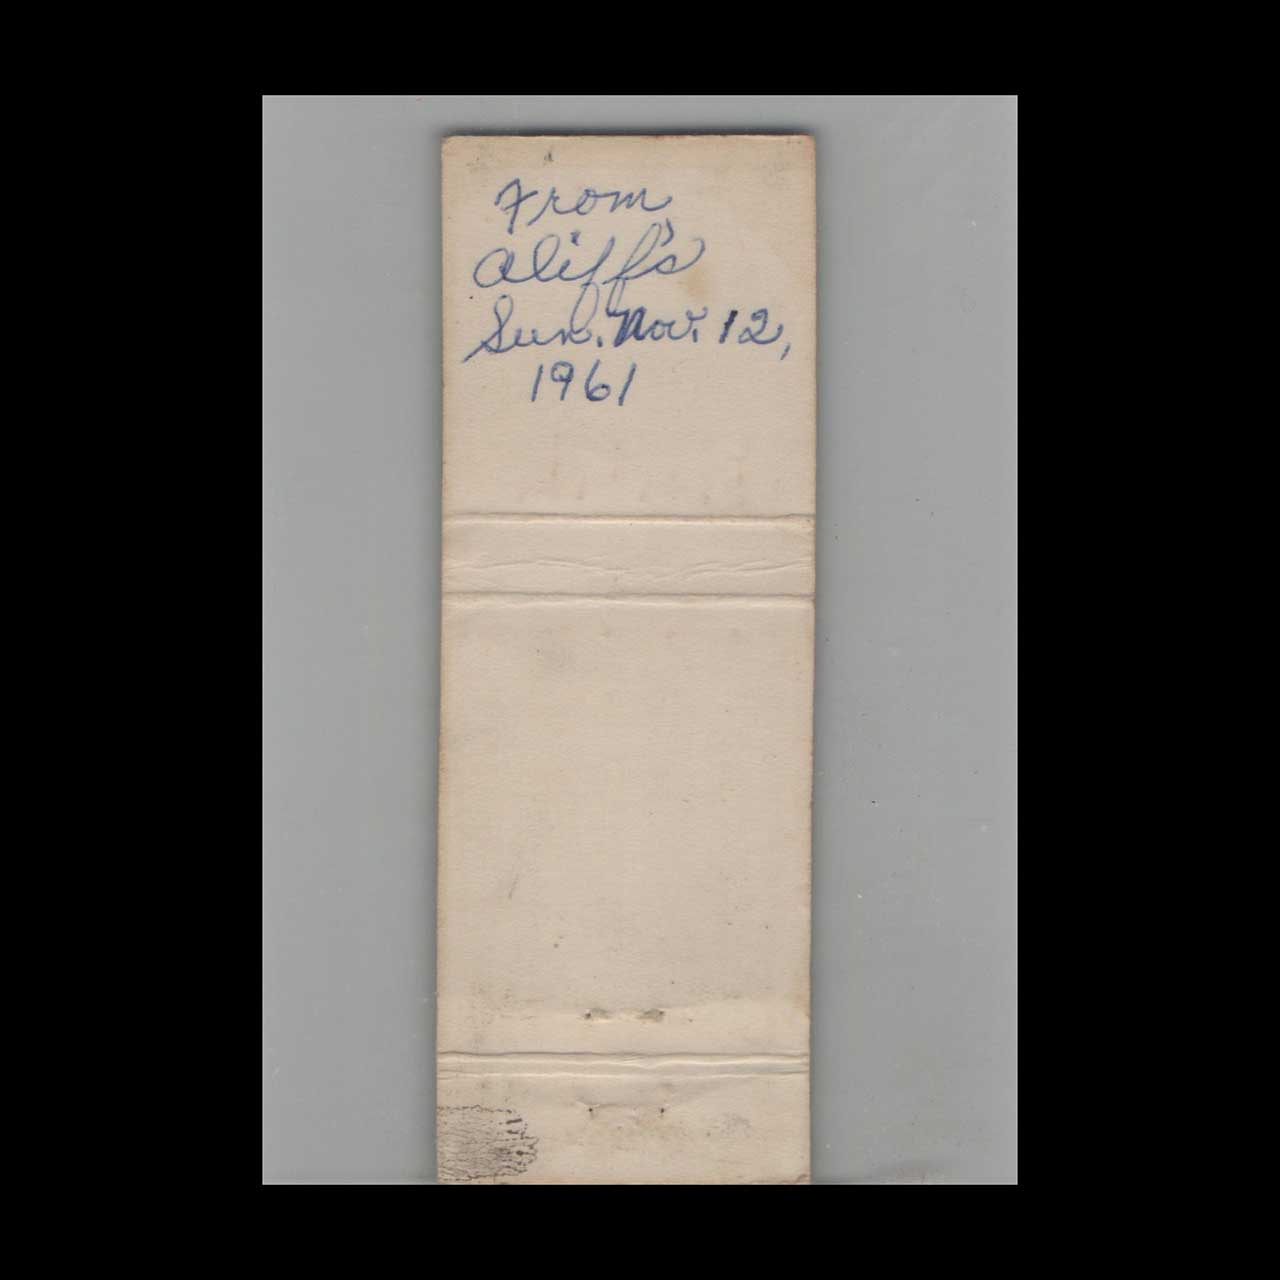 From
Aliff's
Sun. Nov. 12,
1961